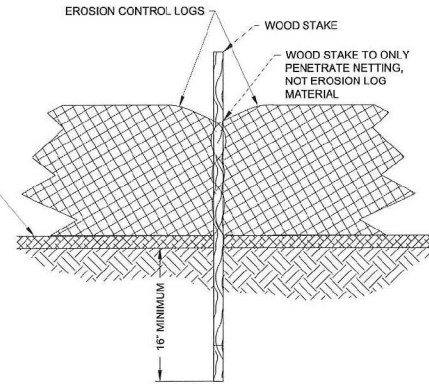 EROSION CONTROL LOGS
WOOD STAKE
WOOD STAKE TO ONLY
PENETRATE NETTING,
NOT EROSION LOG
MATERIAL
16" MINIMUM